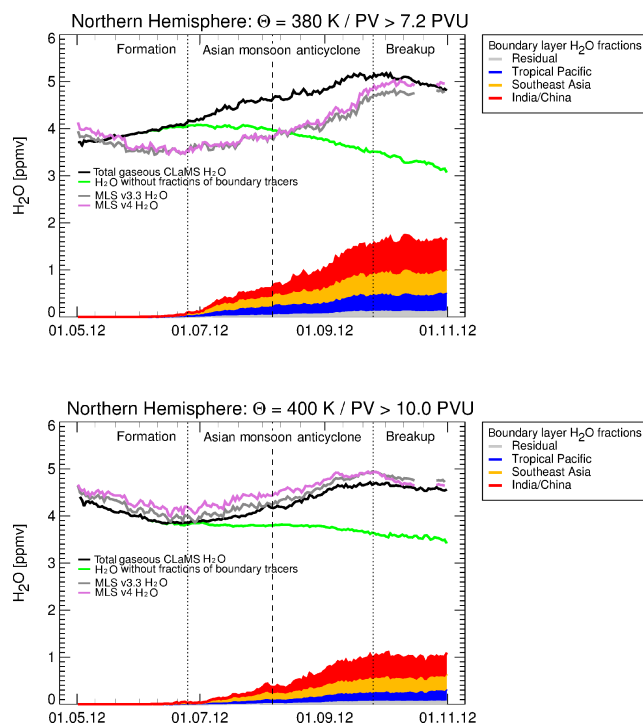 Northern Hemisphere: Θ = 380 K / PV > 7.2 PVU
6
5
4
3
2
1
0
H₂O [ppmv]
Formation
Asian monsoon anticyclone
Breakup
Total gaseous CLaMS H₂O
H₂O without fractions of boundary tracers
MLS v3.3 H₂O
MLS v4 H₂O
01.05.12
01.07.12
01.09.12
01.11.12
Boundary layer H₂O fractions
Residual
Tropical Pacific
Southeast Asia
India/China
Northern Hemisphere: Θ = 400 K / PV > 10.0 PVU
6
5
4
3
2
1
0
H₂O [ppmv]
Formation
Asian monsoon anticyclone
Breakup
Total gaseous CLaMS H₂O
H₂O without fractions of boundary tracers
MLS v3.3 H₂O
MLS v4 H₂O
01.05.12
01.07.12
01.09.12
01.11.12
Boundary layer H₂O fractions
Residual
Tropical Pacific
Southeast Asia
India/China